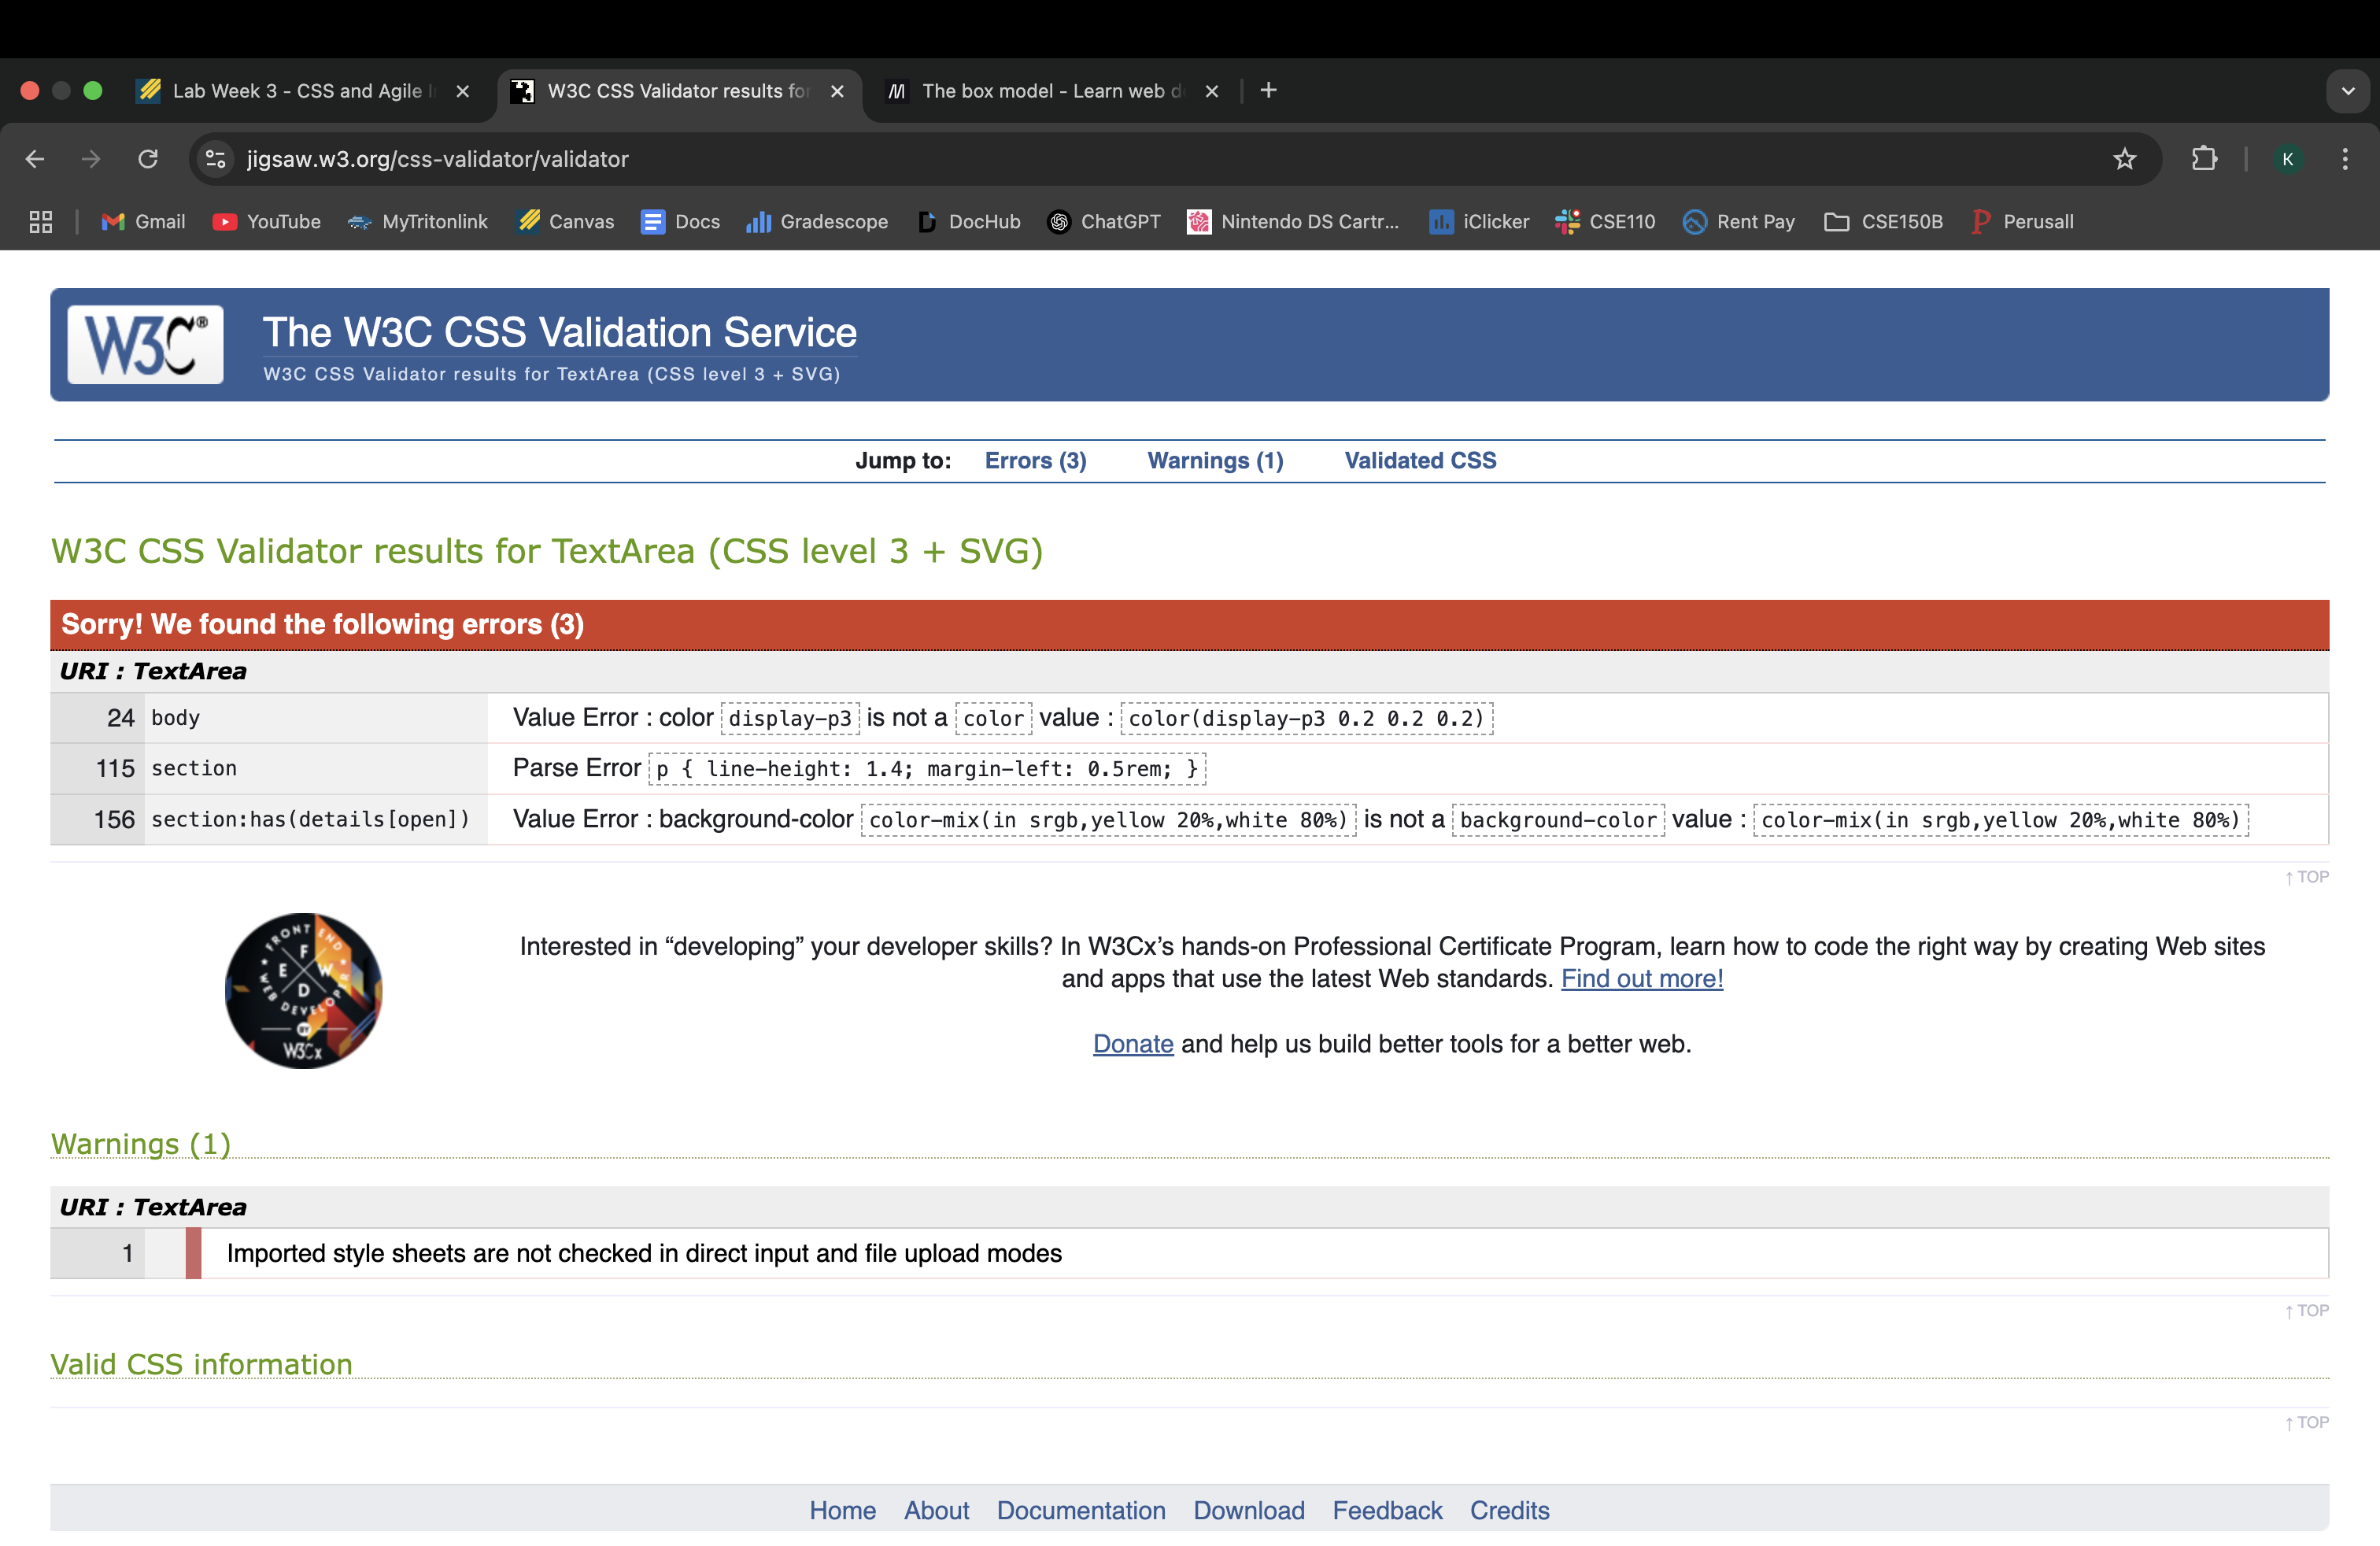 Lab Week 3 - CSS and Agile
W3C CSS Validator results for
The box model - Learn web d
jigsaw.w3.org/css-validator/validator
K
Gmail
YouTube
MyTritonlink
Canvas
Docs
Gradescope
DocHub
ChatGPT
Nintendo DS Cartr...
iClicker
CSE110
Rent Pay
CSE150B
Perusall
W3C®
The W3C CSS Validation Service
W3C CSS Validator results for TextArea (CSS level 3 + SVG)
Jump to: Errors (3) Warnings (1) Validated CSS
W3C CSS Validator results for TextArea (CSS level 3 + SVG)
Sorry! We found the following errors (3)
URI : TextArea
24 body Value Error : color display-p3 is not a color value : color(display-p3 0.2 0.2 0.2)
115 section Parse Error p { line-height: 1.4; margin-left: 0.5rem; }
156 section:has(details[open]) Value Error : background-color color-mix(in srgb,yellow 20%,white 80%) is not a background-color value : color-mix(in srgb,yellow 20%,white 80%)
↑ TOP
FRONT END
WEB DEVELOPER
F
E W
D
BY
W3Cx
Interested in “developing” your developer skills? In W3Cx’s hands-on Professional Certificate Program, learn how to code the right way by creating Web sites
and apps that use the latest Web standards. Find out more!
Donate and help us build better tools for a better web.
Warnings (1)
URI : TextArea
1 Imported style sheets are not checked in direct input and file upload modes
↑ TOP
Valid CSS information
↑ TOP
Home About Documentation Download Feedback Credits